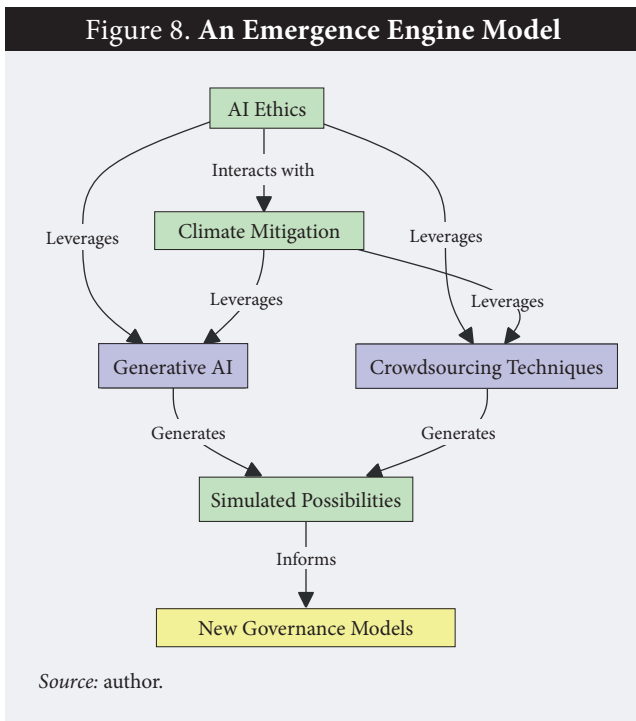 Figure 8. An Emergence Engine Model
AI Ethics
Interacts with
Climate Mitigation
Leverages
Leverages
Leverages
Leverages
Generative AI
Crowdsourcing Techniques
Generates
Generates
Simulated Possibilities
Informs
New Governance Models
Source: author.